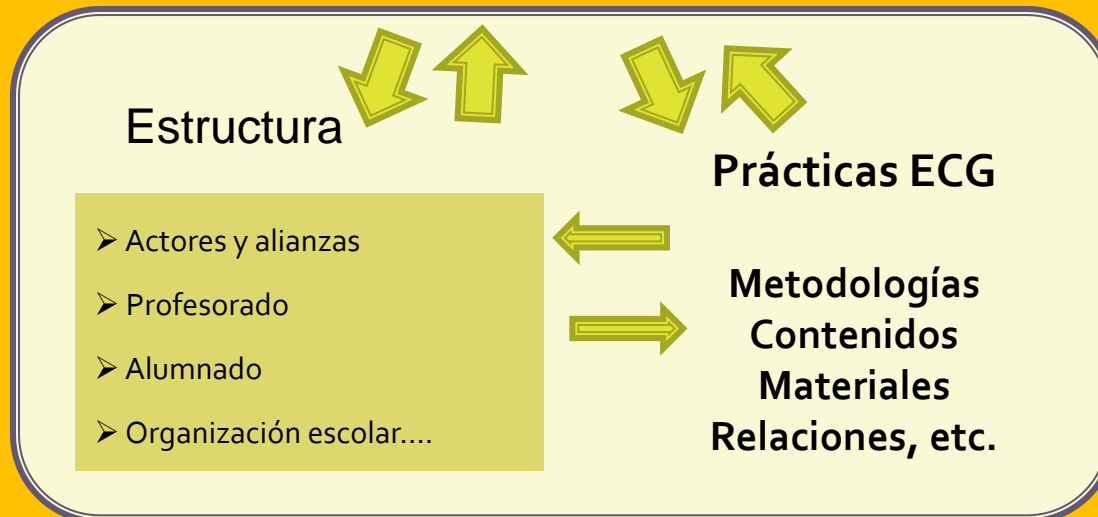 Estructura
Prácticas ECG
➢ Actores y alianzas
➢ Profesorado
➢ Alumnado
➢ Organización escolar....
Metodologías
Contenidos
Materiales
Relaciones, etc.